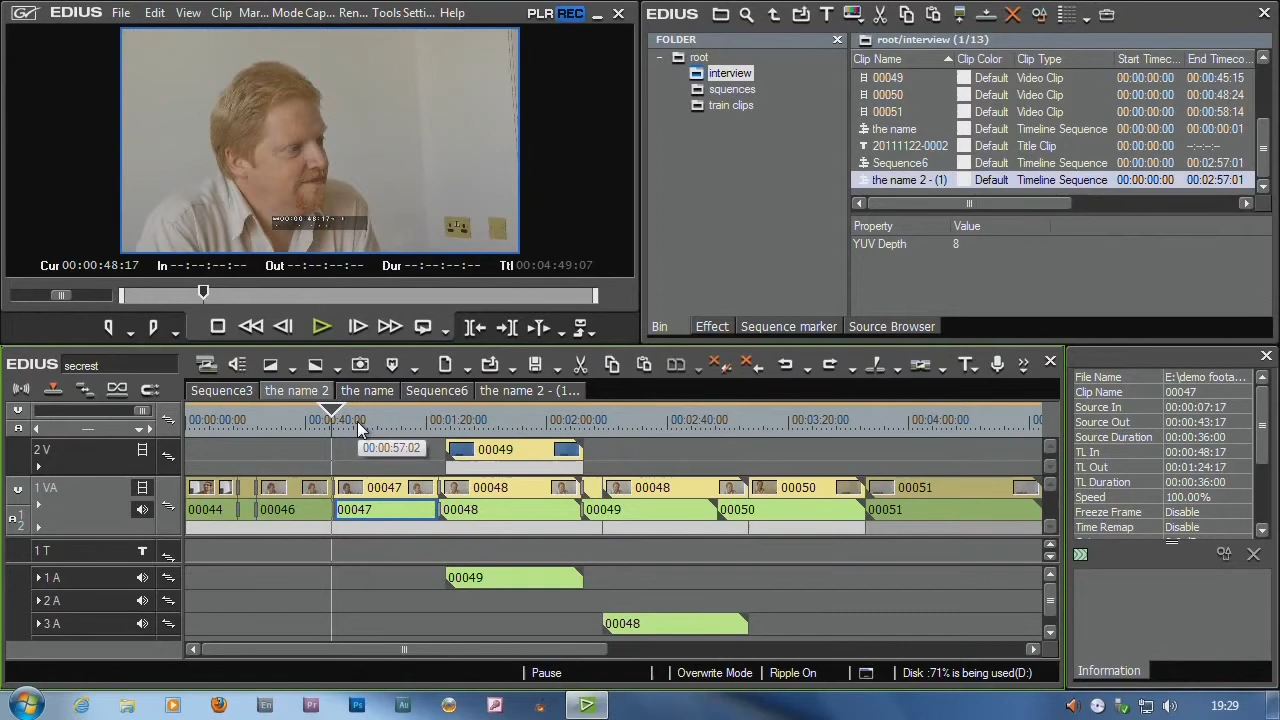 EDIUS File Edit View Clip Mar... Mode Cap... Ren... Tools Setti... Help PLR REC
00:00:48:17
Cur 00:00:48:17 In --:--:--:-- Out --:--:--:-- Dur --:--:--:-- Ttl 00:04:49:07
EDIUS
FOLDER
root
interview
squences
train clips
root/interview (1/13)
Clip Name Clip Color Clip Type Start Timec... End Timeco...
00049 Default Video Clip 00:00:00:00 00:00:45:15
00050 Default Video Clip 00:00:00:00 00:00:48:24
00051 Default Video Clip 00:00:00:00 00:00:58:14
the name Default Timeline Sequence 00:00:00:00 00:00:00:01
20111122-0002 Default Title Clip --:--:--:--
Sequence6 Default Timeline Sequence 00:00:00:00 00:02:57:01
the name 2 - (1) Default Timeline Sequence 00:00:00:00 00:02:57:01
Property Value
YUV Depth 8
Bin Effect Sequence marker Source Browser
EDIUS secrest
Sequence3 the name 2 the name Sequence6 the name 2 - (1...
00:00:00:00 00:00:40:00 00:01:20:00 00:02:00:00 00:02:40:00 00:03:20:00 00:04:00:00 00:
00:00:57:02
2 V 00049
1 VA 00047 00048 00048 00050 00051
00044 00046 00047 00048 00049 00050 00051
1 2
1 T T
1 A 00049
2 A
3 A 00048
Pause Overwrite Mode Ripple On Disk :71% is being used(D:)
File Name E:\demo foota...
Clip Name 00047
Source In 00:00:07:17
Source Out 00:00:43:17
Source Duration 00:00:36:00
TL In 00:00:48:17
TL Out 00:01:24:17
TL Duration 00:00:36:00
Speed 100.00%
Freeze Frame Disable
Time Remap Disable
Information
En Pr Ps Au
19:29